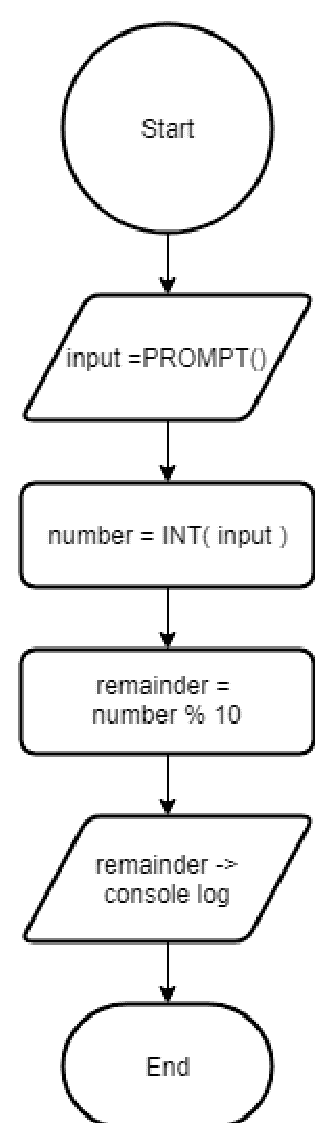 Start
input =PROMPT()
number = INT( input )
remainder =
number % 10
remainder ->
console log
End